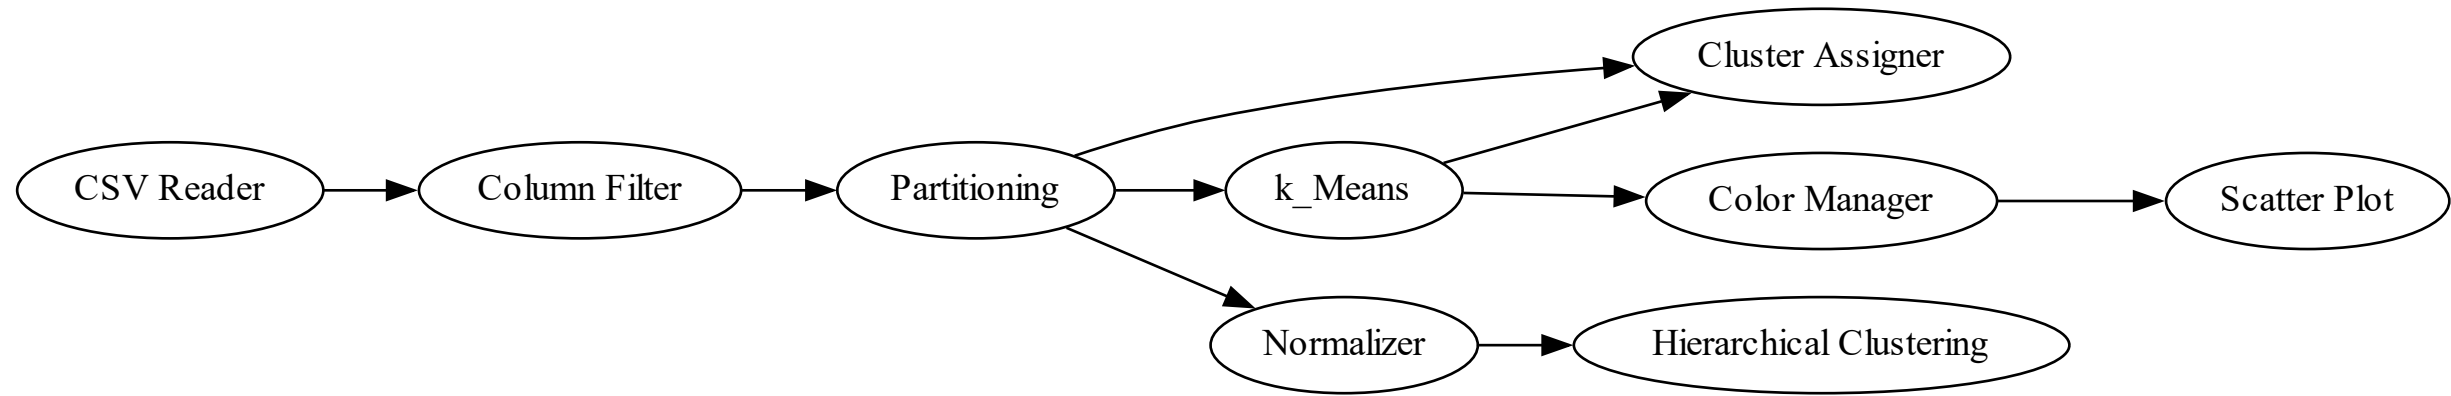 Cluster Assigner
CSV Reader
Column Filter
Partitioning
k_Means
Color Manager
Scatter Plot
Normalizer
Hierarchical Clustering